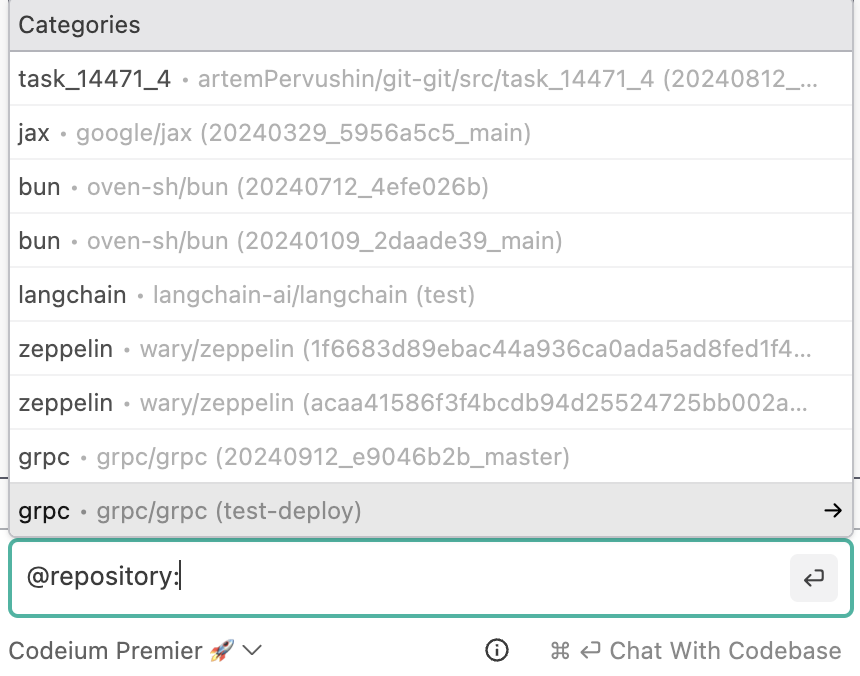 Categories
task_14471_4 • artemPervushin/git-git/src/task_14471_4 (20240812_...
jax • google/jax (20240329_5956a5c5_main)
bun • oven-sh/bun (20240712_4efe026b)
bun • oven-sh/bun (20240109_2daade39_main)
langchain • langchain-ai/langchain (test)
zeppelin • wary/zeppelin (1f6683d89ebac44a936ca0ada5ad8fed1f4...
zeppelin • wary/zeppelin (acaa41586f3f4bcdb94d25524725bb002a...
grpc • grpc/grpc (20240912_e9046b2b_master)
grpc • grpc/grpc (test-deploy) →
@repository:
Codeium Premier 🚀 ⌘ ⏎ Chat With Codebase